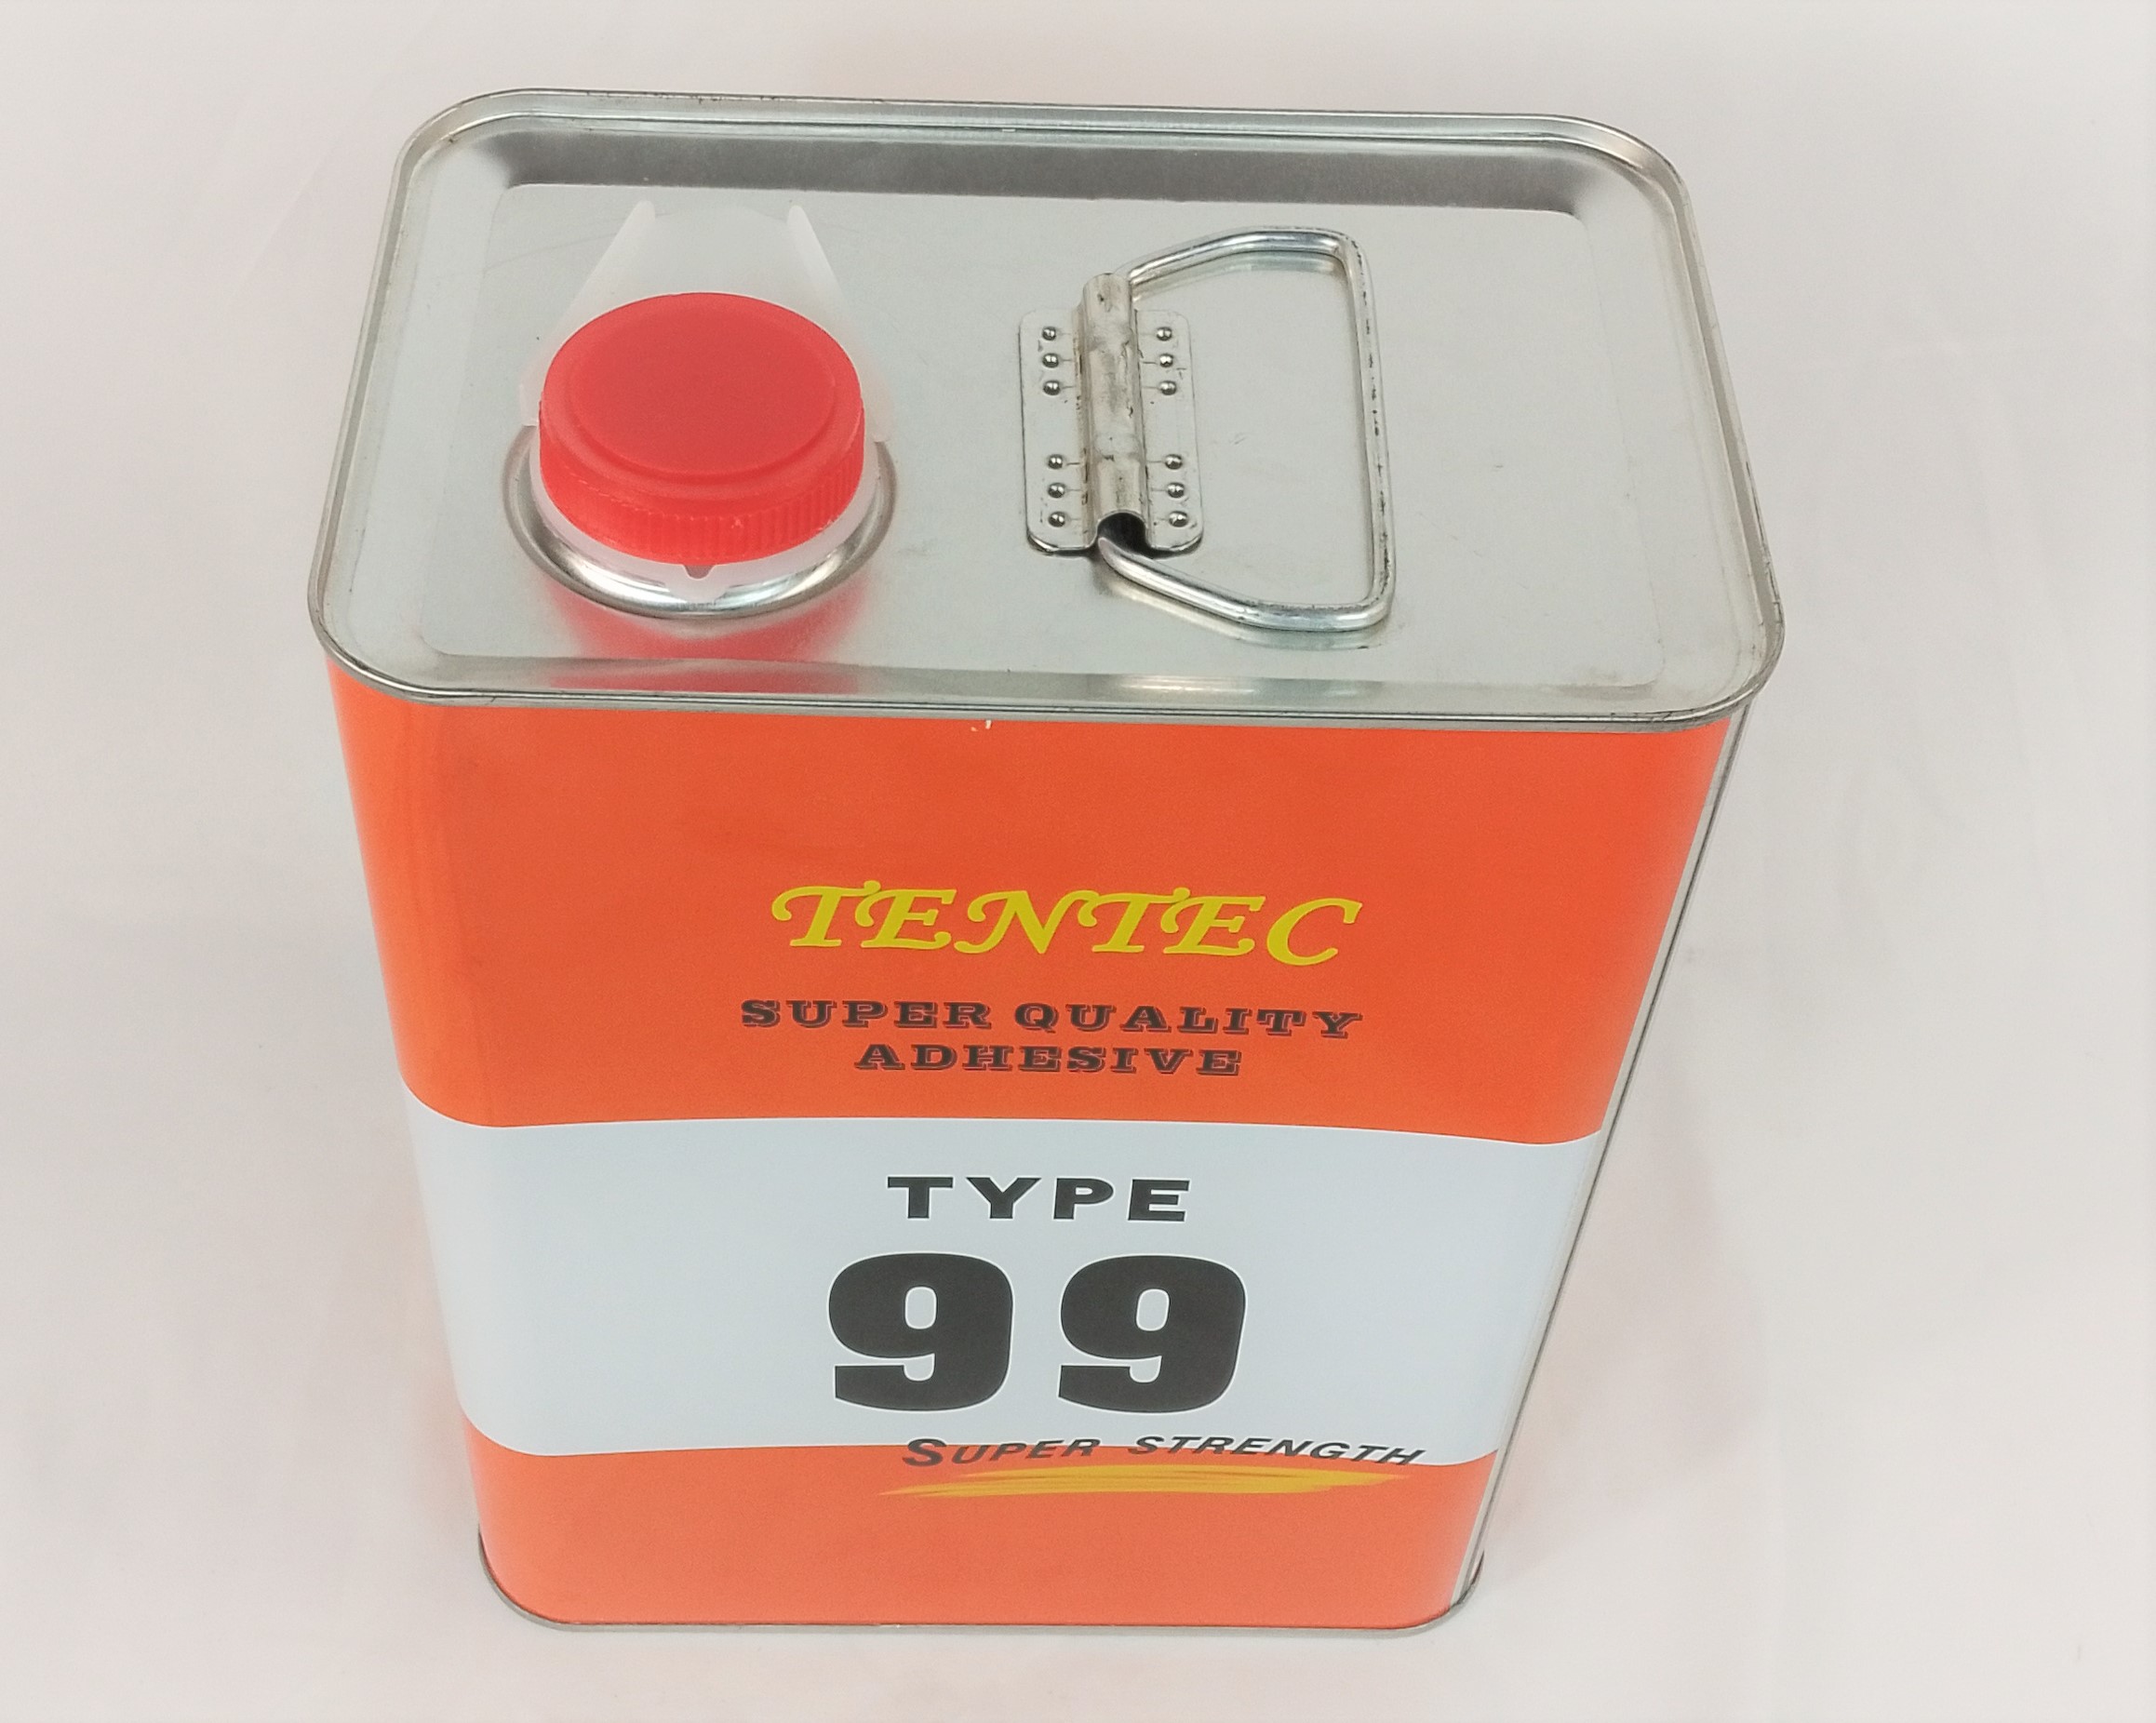 TENTEC
SUPER QUALITY
ADHESIVE
TYPE
99
SUPER STRENGTH